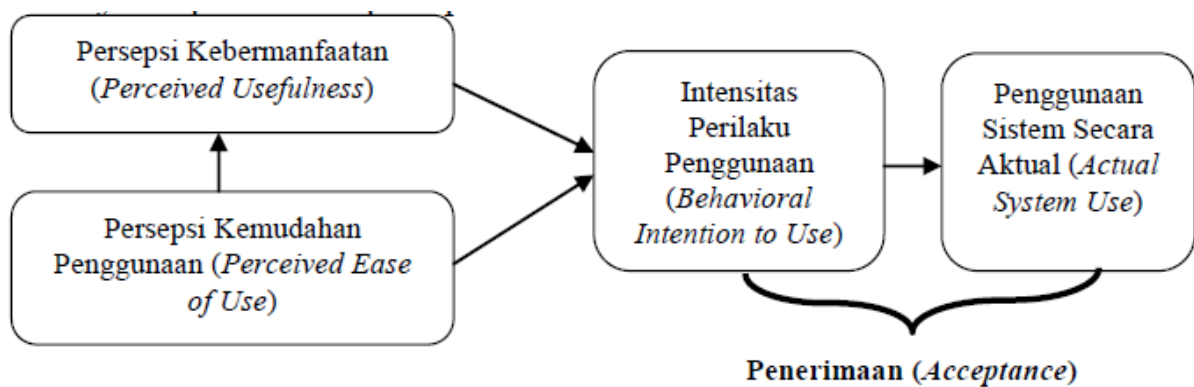 Persepsi Kebermanfaatan
(Perceived Usefulness)
Persepsi Kemudahan
Penggunaan (Perceived Ease
of Use)
Intensitas
Perilaku
Penggunaan
(Behavioral
Intention to Use)
Penggunaan
Sistem Secara
Aktual (Actual
System Use)
Penerimaan (Acceptance)